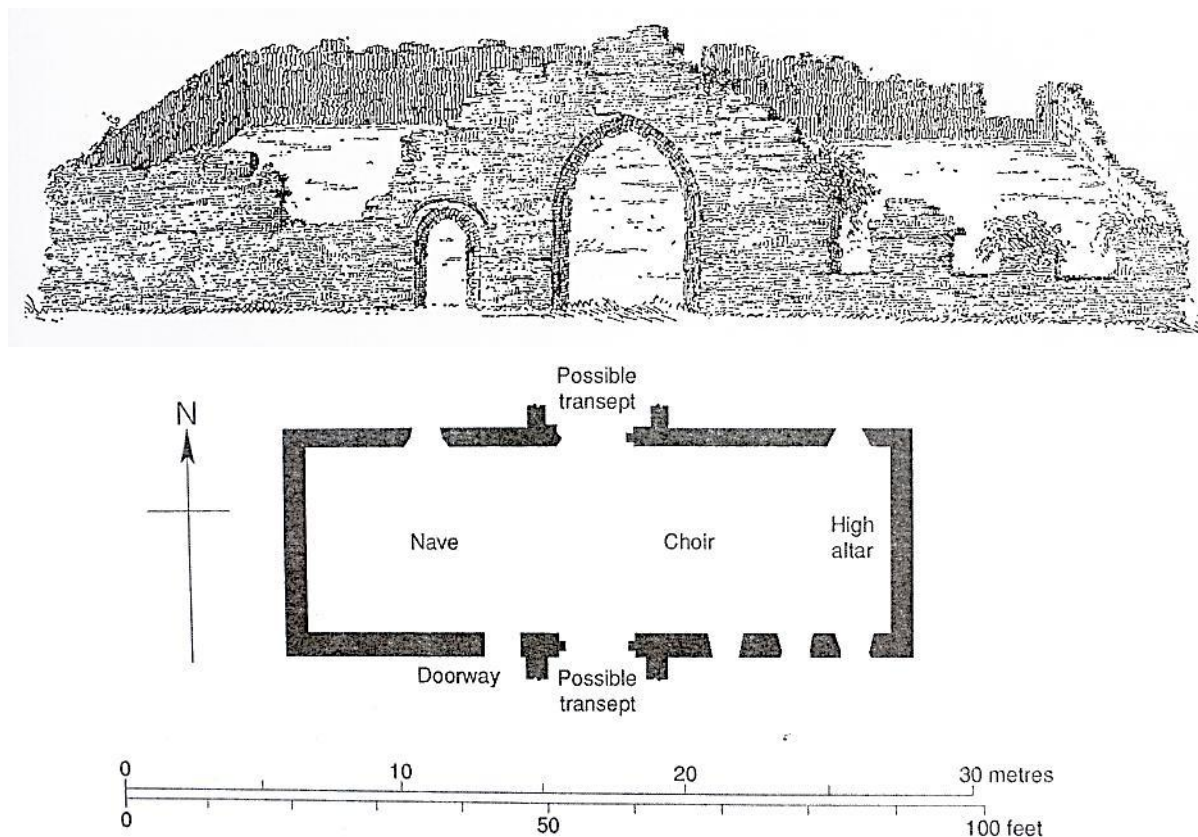 Possible
transept
N
Nave
Choir
High
altar
Doorway
Possible
transept
0 10 20 30 metres
0 50 100 feet